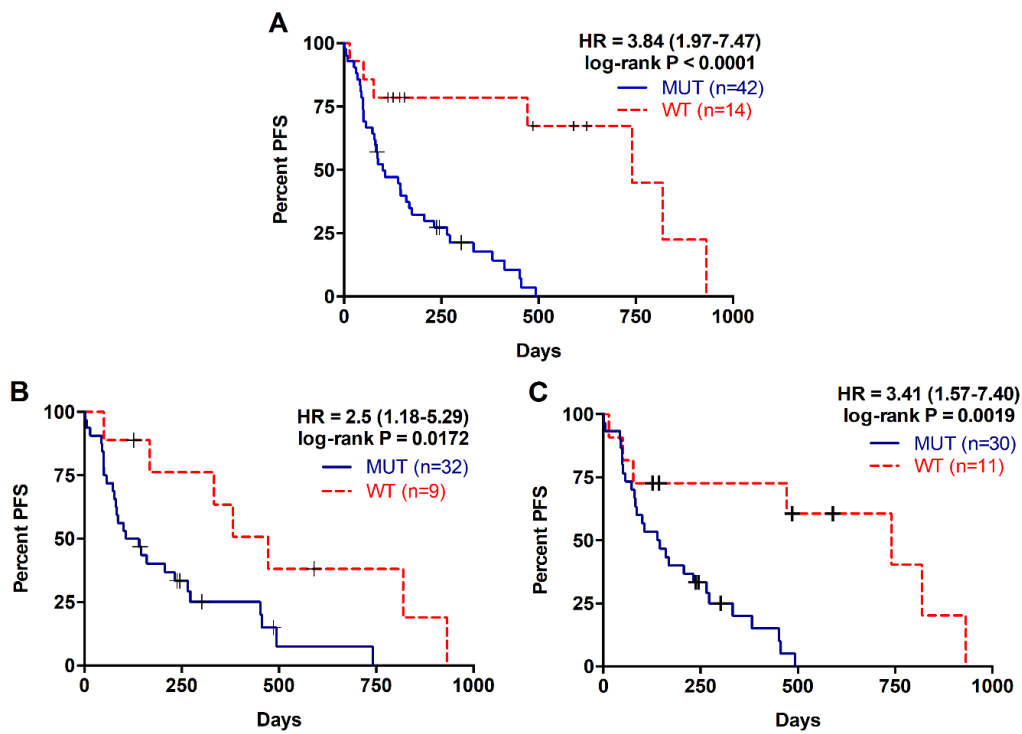 A
HR = 3.84 (1.97-7.47)
log-rank P < 0.0001
MUT (n=42)
WT (n=14)
Percent PFS
100
75
50
25
0
0 250 500 750 1000
Days
B
HR = 2.5 (1.18-5.29)
log-rank P = 0.0172
MUT (n=32)
WT (n=9)
Percent PFS
100
75
50
25
0
0 250 500 750 1000
Days
C
HR = 3.41 (1.57-7.40)
log-rank P = 0.0019
MUT (n=30)
WT (n=11)
Percent PFS
100
75
50
25
0
0 250 500 750 1000
Days